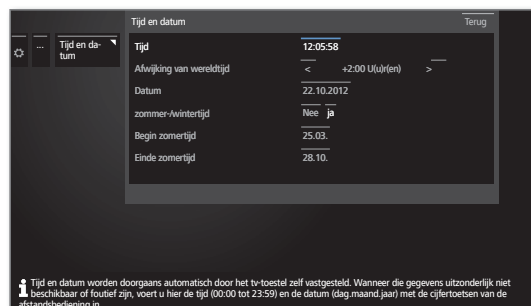 Tijd en datum
Terug
...
Tijd en da-
tum
Tijd
12:05:58
Afwijking van wereldtijd
< +2:00 U(u)r(en) >
Datum
22.10.2012
zommer-/wintertijd
Nee ja
Begin zomertijd
25.03.
Einde zomertijd
28.10.
Tijd en datum worden doorgaans automatisch door het tv-toestel zelf vastgesteld. Wanneer die gegevens uitzonderlijk niet
beschikbaar of foutief zijn, voert u hier de tijd (00:00 tot 23:59) en de datum (dag.maand.jaar) met de cijfertoetsen van de
afstandsbediening in.